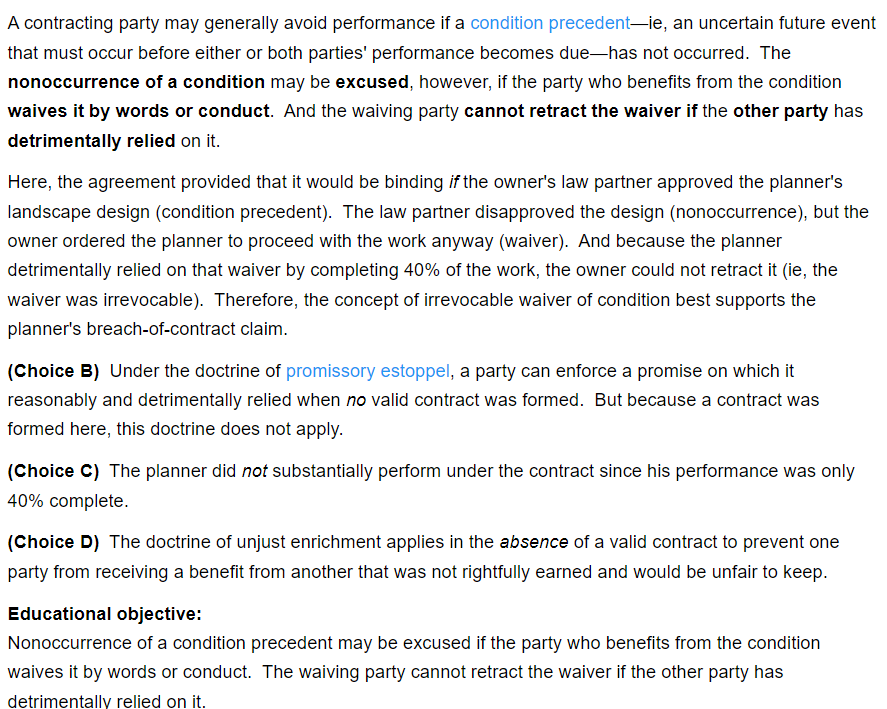 A contracting party may generally avoid performance if a condition precedent—ie, an uncertain future event
that must occur before either or both parties' performance becomes due—has not occurred. The
nonoccurrence of a condition may be excused, however, if the party who benefits from the condition
waives it by words or conduct. And the waiving party cannot retract the waiver if the other party has
detrimentally relied on it.
Here, the agreement provided that it would be binding if the owner's law partner approved the planner's
landscape design (condition precedent). The law partner disapproved the design (nonoccurrence), but the
owner ordered the planner to proceed with the work anyway (waiver). And because the planner
detrimentally relied on that waiver by completing 40% of the work, the owner could not retract it (ie, the
waiver was irrevocable). Therefore, the concept of irrevocable waiver of condition best supports the
planner's breach-of-contract claim.
(Choice B) Under the doctrine of promissory estoppel, a party can enforce a promise on which it
reasonably and detrimentally relied when no valid contract was formed. But because a contract was
formed here, this doctrine does not apply.
(Choice C) The planner did not substantially perform under the contract since his performance was only
40% complete.
(Choice D) The doctrine of unjust enrichment applies in the absence of a valid contract to prevent one
party from receiving a benefit from another that was not rightfully earned and would be unfair to keep.
Educational objective:
Nonoccurrence of a condition precedent may be excused if the party who benefits from the condition
waives it by words or conduct. The waiving party cannot retract the waiver if the other party has
detrimentally relied on it.